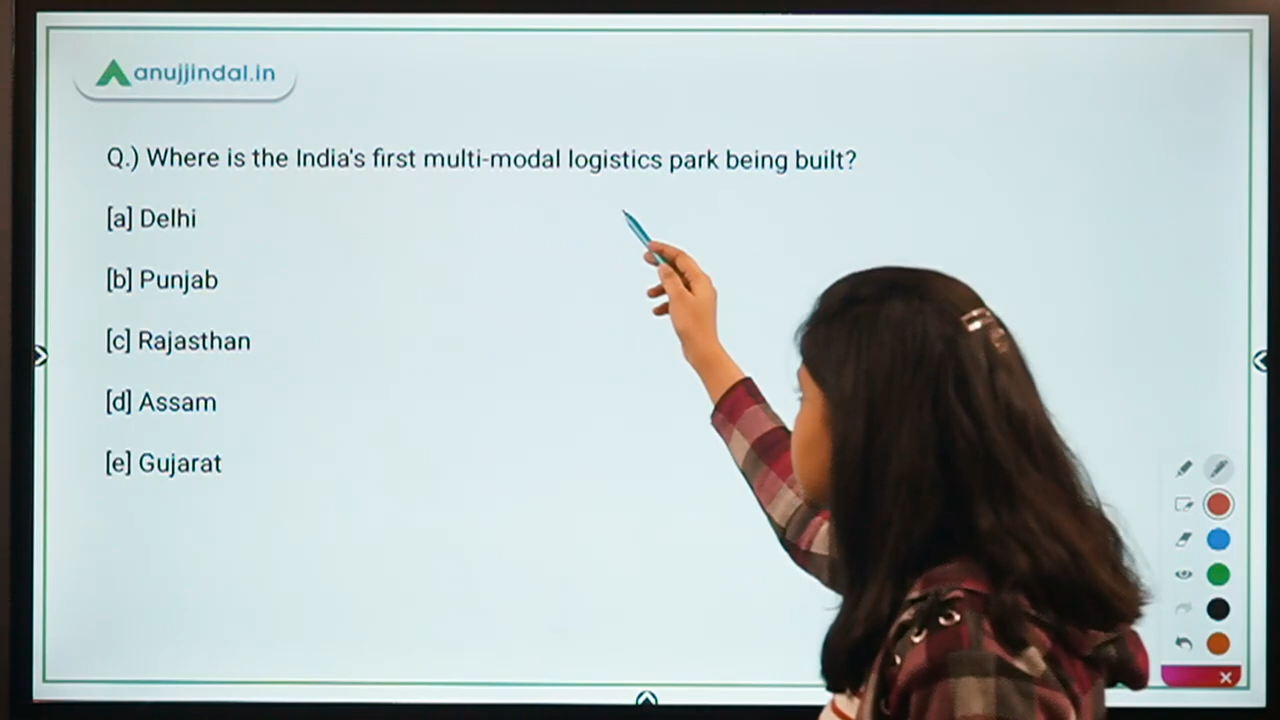 anujjindal.in
Q.) Where is the India's first multi-modal logistics park being built?
[a] Delhi
[b] Punjab
[c] Rajasthan
[d] Assam
[e] Gujarat